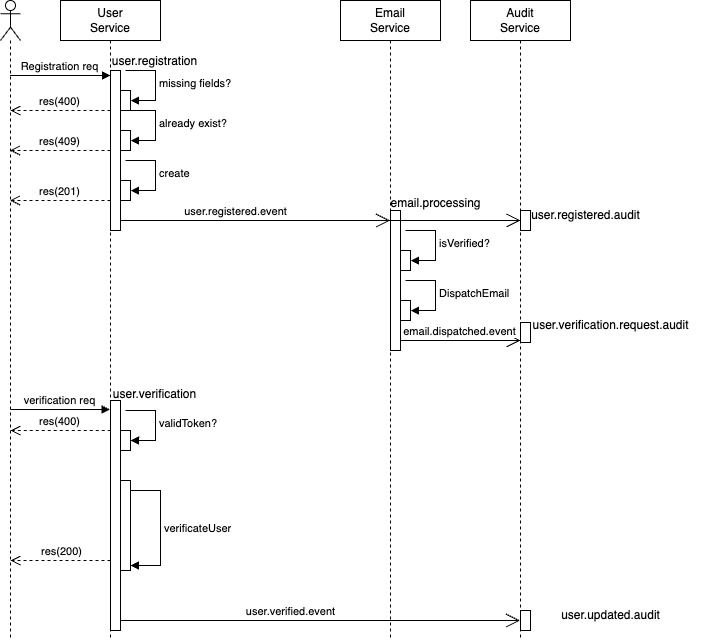 User
Service
Email
Service
Audit
Service
user.registration
Registration req
missing fields?
res(400)
already exist?
res(409)
create
res(201)
user.registered.event
email.processing
user.registered.audit
isVerified?
DispatchEmail
email.dispatched.event
user.verification.request.audit
user.verification
verification req
res(400)
validToken?
verificateUser
res(200)
user.verified.event
user.updated.audit